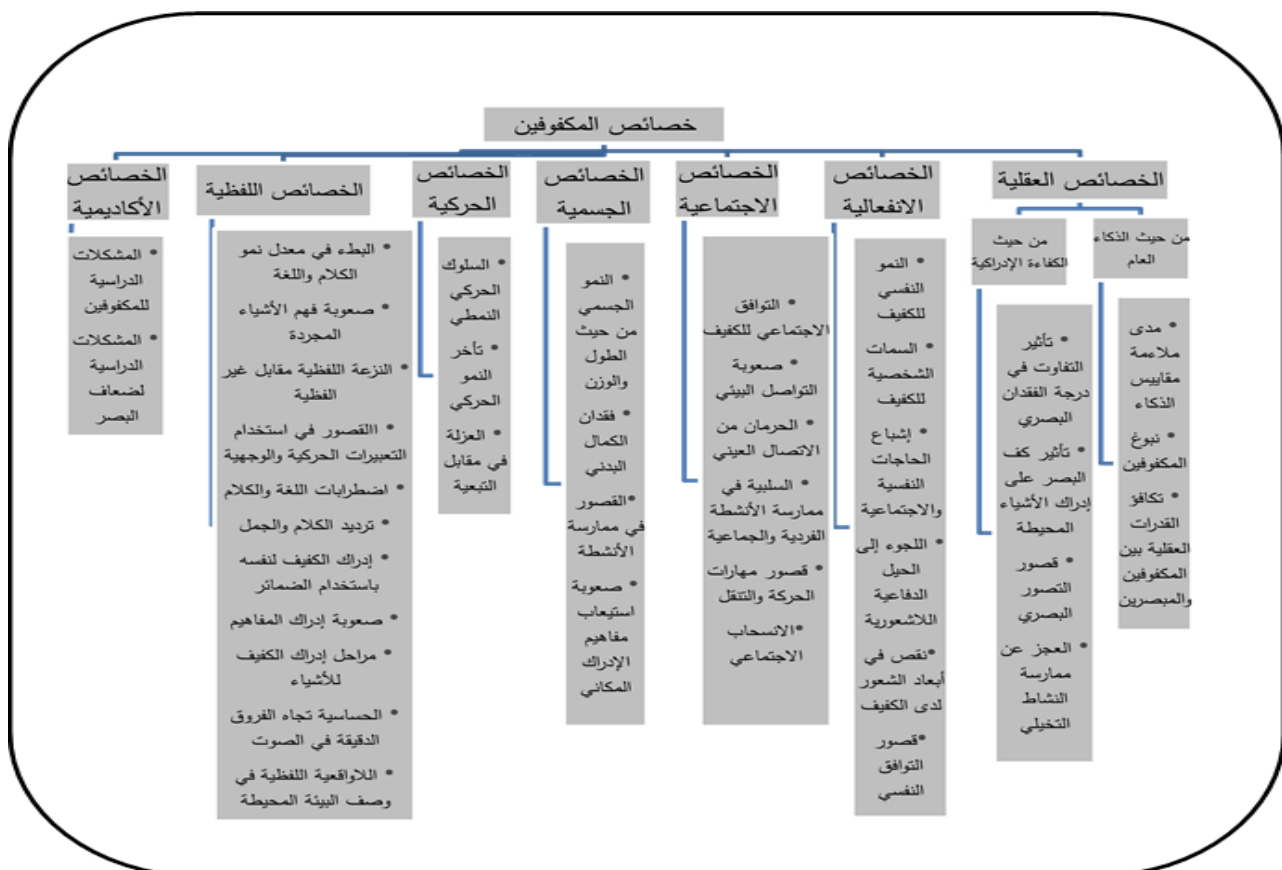 خصائص المكفوفين
الخصائص العقلية
من حيث الذكاء
العام
• مدى
ملاءمة
مقاييس
الذكاء
• نبوغ
المكفوفين
• تكافؤ
القدرات
العقلية بين
المكفوفين
والمبصرين
من حيث
الكفاءة الإدراكية
• تأثير
التفاوت في
درجة الفقدان
البصري
• تأثير كف
البصر على
إدراك الأشياء
المحيطة
• قصور
التصور
البصري
• العجز عن
ممارسة
النشاط
التخيلي
الخصائص
الانفعالية
• النمو
النفسي
للكفيف
• السمات
الشخصية
للكفيف
• إشباع
الحاجات
النفسية
والاجتماعية
• اللجوء إلى
الحيل
الدفاعية
اللاشعورية
•نقص في
أبعاد الشعور
لدى الكفيف
•قصور
التوافق
النفسي
الخصائص
الاجتماعية
• التوافق
الاجتماعي للكفيف
• صعوبة
التواصل البيئي
• الحرمان من
الاتصال العيني
• السلبية في
ممارسة الأنشطة
الفردية والجماعية
• قصور مهارات
الحركة والتنقل
•الانسحاب
الاجتماعي
الخصائص
الجسمية
• النمو
الجسمي
من حيث
الطول
والوزن
• فقدان
الكمال
البدني
•القصور
في ممارسة
الأنشطة
• صعوبة
استيعاب
مفاهيم
الإدراك
المكاني
الخصائص
الحركية
• السلوك
الحركي
النمطي
• تأخر
النمو
الحركي
• العزلة
في مقابل
التبعية
الخصائص اللفظية
• البطء في معدل نمو
الكلام واللغة
• صعوبة فهم الأشياء
المجردة
• النزعة اللفظية مقابل غير
الفظية
• االقصور في استخدام
التعبيرات الحركية والوجهية
• اضطرابات اللغة والكلام
• ترديد الكلام والجمل
• إدراك الكفيف لنفسه
باستخدام الضمائر
• صعوبة إدراك المفاهيم
• مراحل إدراك الكفيف
للأشياء
• الحساسية تجاه الفروق
الدقيقة في الصوت
• اللاواقعية اللفظية في
وصف البيئة المحيطة
الخصائص
الأكاديمية
• المشكلات
الدراسية
للمكفوفين
• المشكلات
الدراسية
لضعاف
البصر